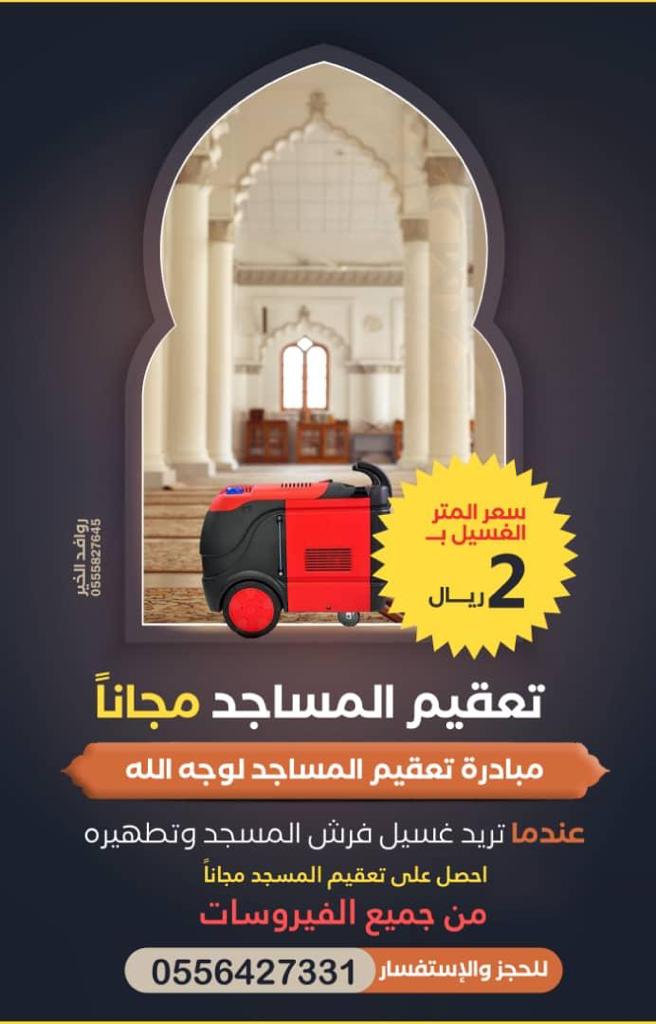 سعر المتر
الغسيل بـ
2 ريـال
روافد الخير
0555827645
تعقيم المساجد مجاناً
مبادرة تعقيم المساجد لوجه الله
عندما تريد غسيل فرش المسجد وتطهيره
احصل على تعقيم المسجد مجاناً
من جميع الفيروسات
للحجز والإستفسار 0556427331